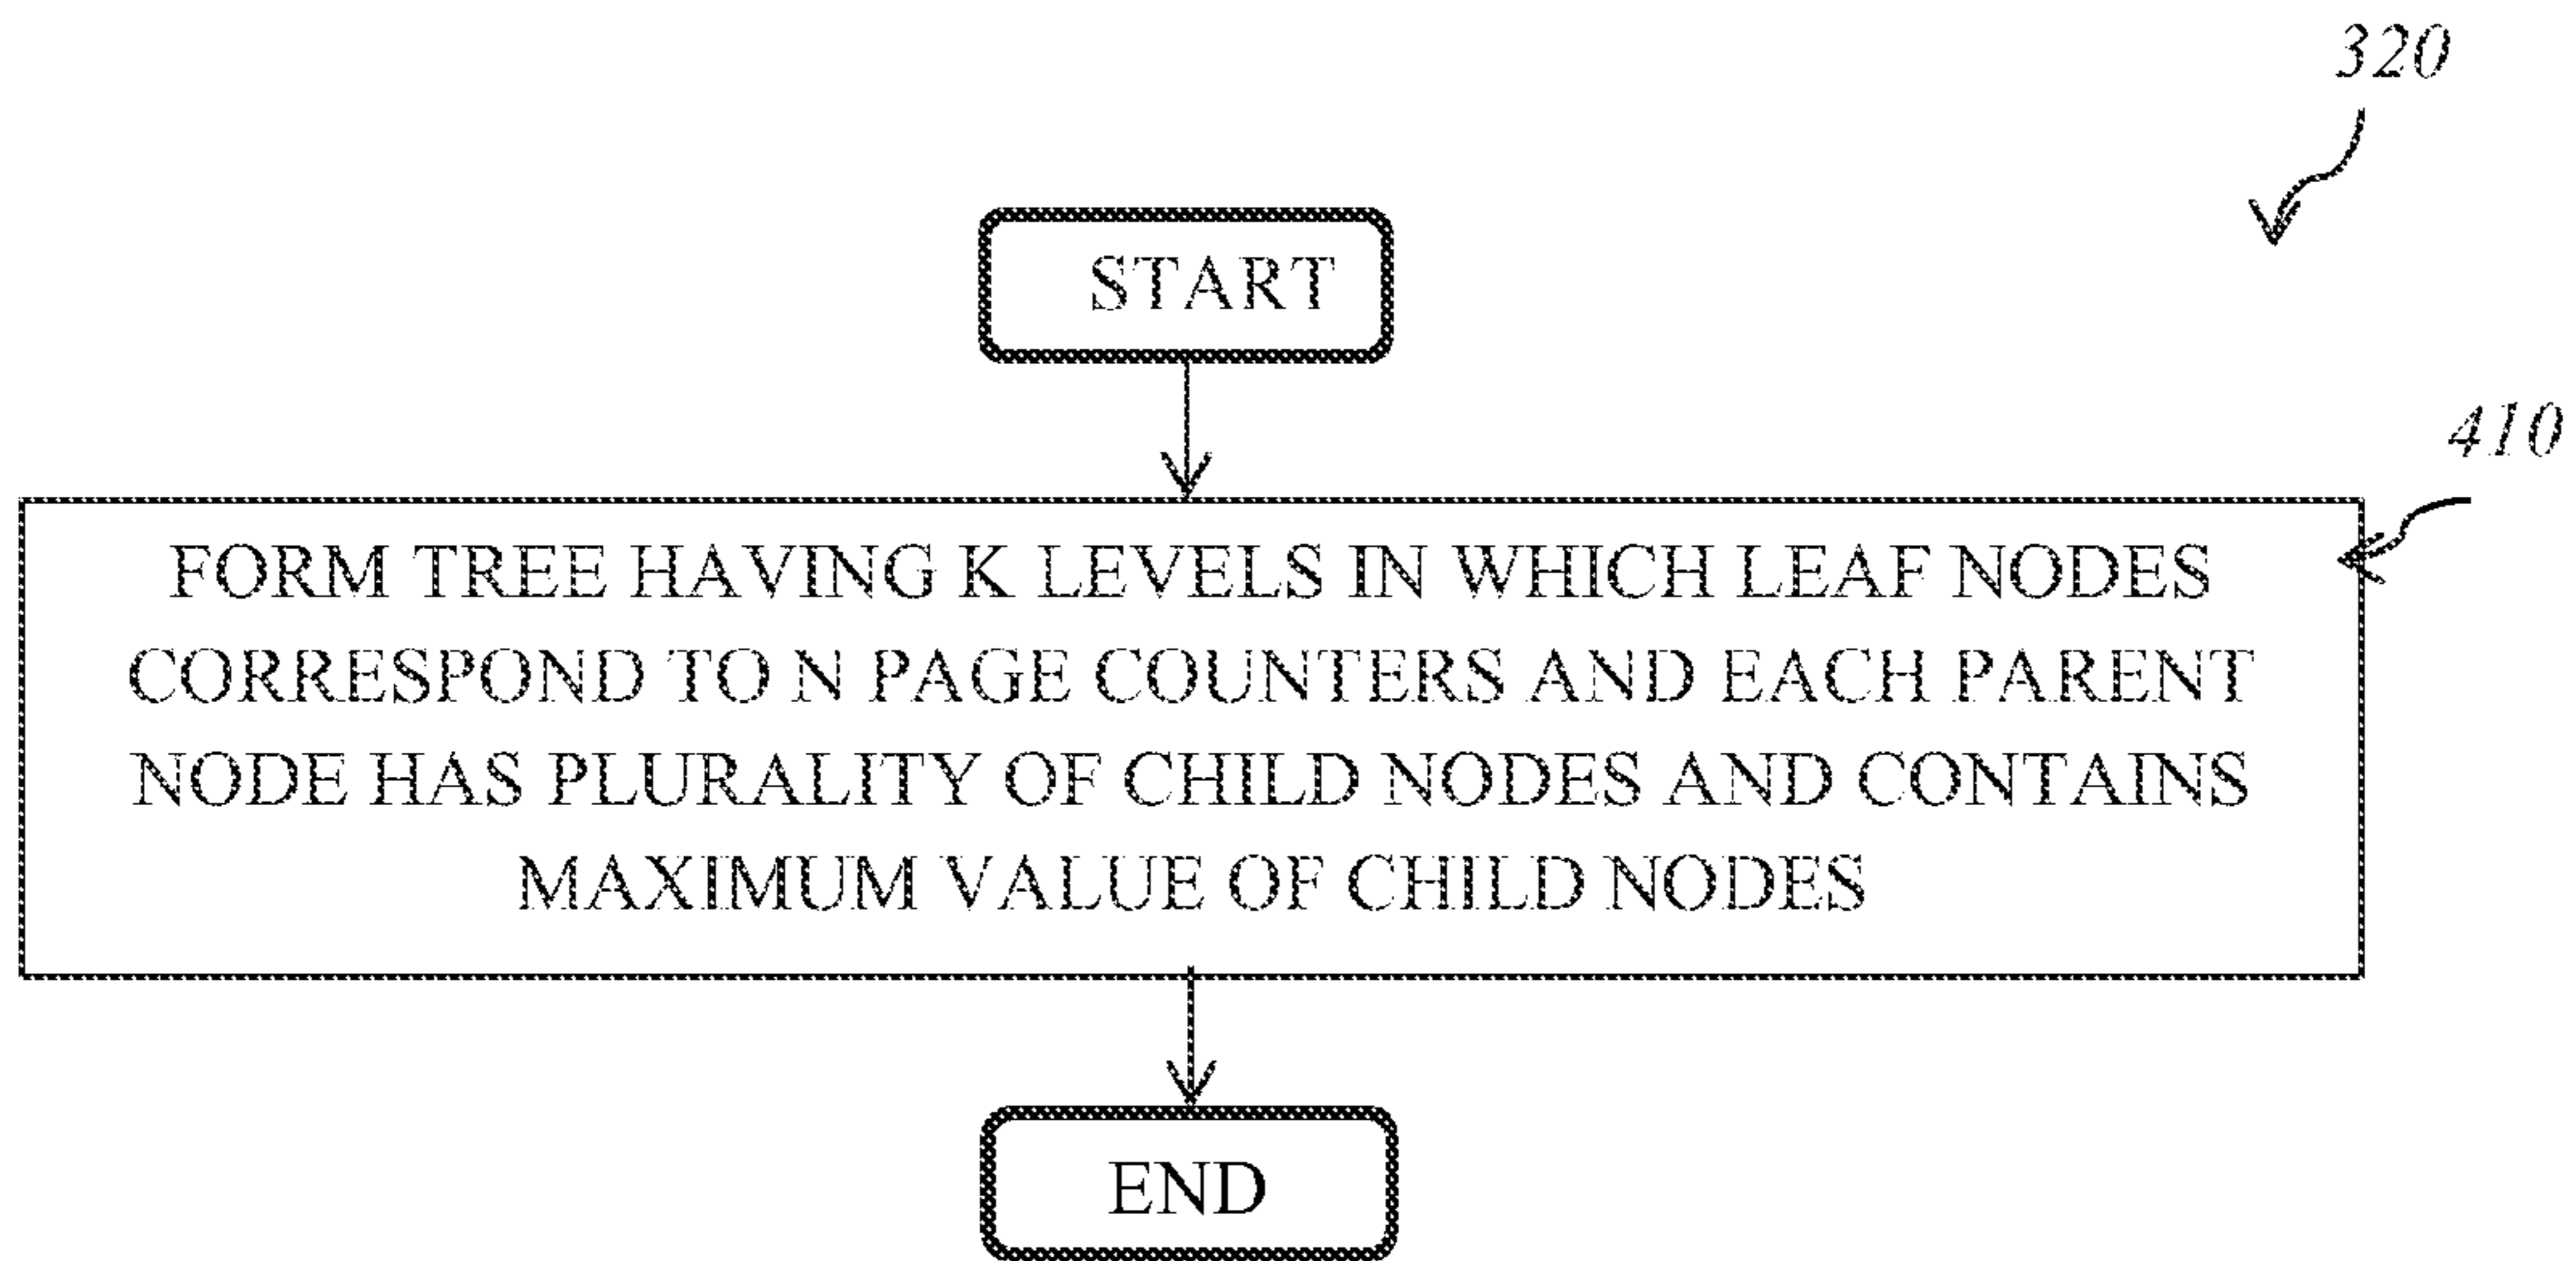 320
START
410
FORM TREE HAVING K LEVELS IN WHICH LEAF NODES
CORRESPOND TO N PAGE COUNTERS AND EACH PARENT
NODE HAS PLURALITY OF CHILD NODES AND CONTAINS
MAXIMUM VALUE OF CHILD NODES
END